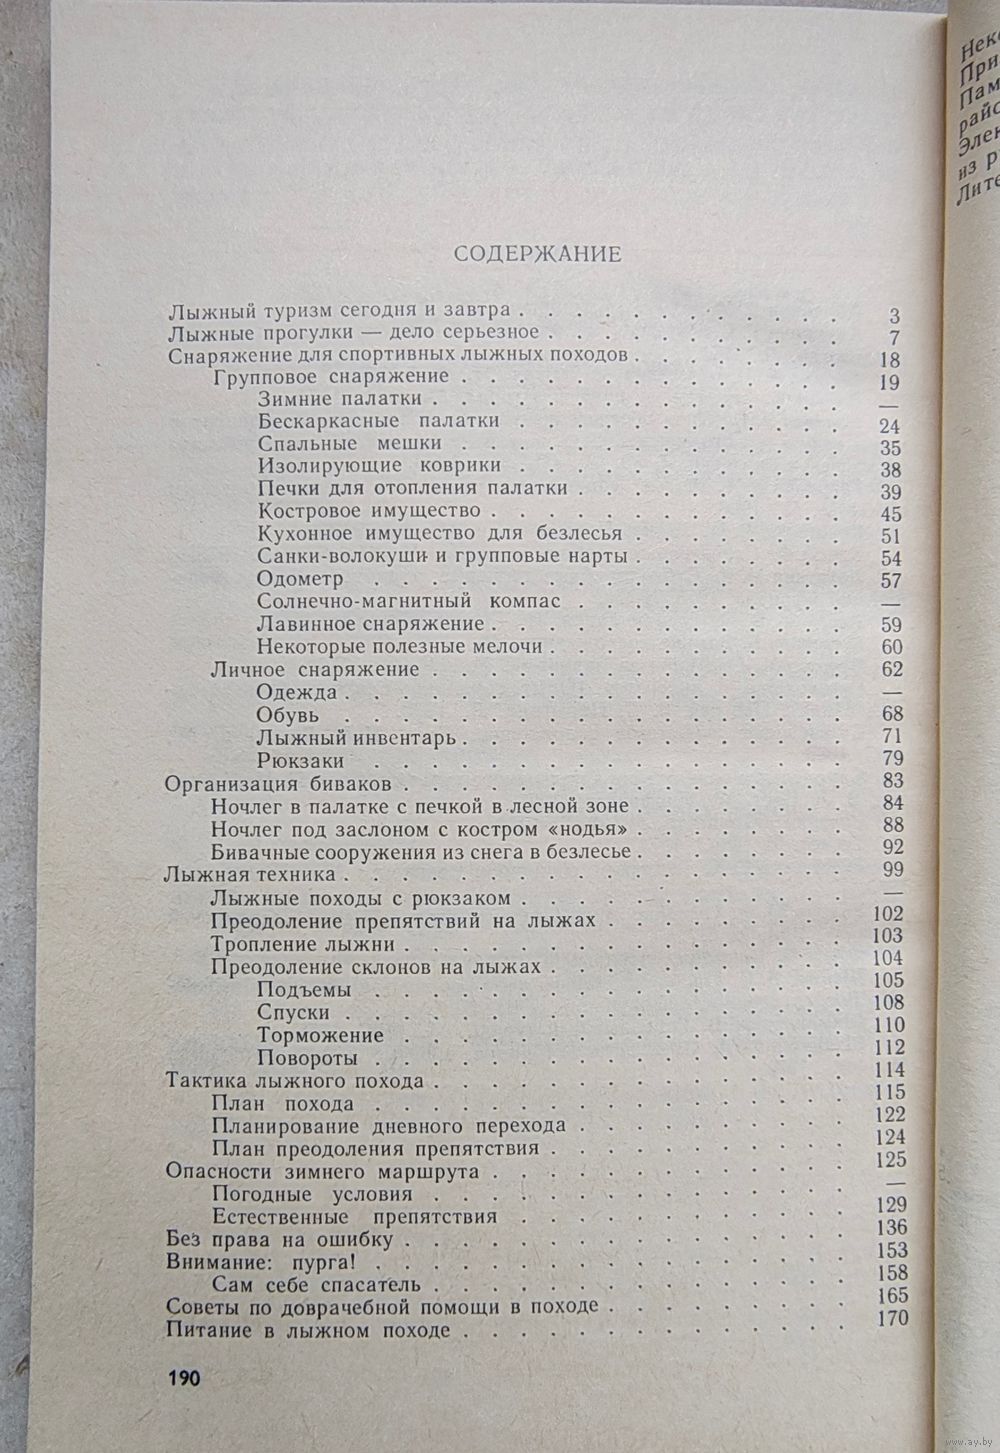 СОДЕРЖАНИЕ
Лыжный туризм сегодня и завтра . . . . . . . . . . . 3
Лыжные прогулки — дело серьезное . . . . . . . . . . 7
Снаряжение для спортивных лыжных походов . . . . . . . 18
Групповое снаряжение . . . . . . . . . . . . . 19
Зимние палатки . . . . . . . . . . . . . . —
Бескаркасные палатки . . . . . . . . . . . 24
Спальные мешки . . . . . . . . . . . . . 35
Изолирующие коврики . . . . . . . . . . . 38
Печки для отопления палатки . . . . . . . . . 39
Костровое имущество . . . . . . . . . . . . 45
Кухонное имущество для безлесья . . . . . . . 51
Санки-волокуши и групповые нарты . . . . . . . 54
Одометр . . . . . . . . . . . . . . . . 57
Солнечно-магнитный компас . . . . . . . . . —
Лавинное снаряжение . . . . . . . . . . . . 59
Некоторые полезные мелочи . . . . . . . . . . 60
Личное снаряжение . . . . . . . . . . . . . . 62
Одежда . . . . . . . . . . . . . . . . . —
Обувь . . . . . . . . . . . . . . . . . 68
Лыжный инвентарь . . . . . . . . . . . . . 71
Рюкзаки . . . . . . . . . . . . . . . . 79
Организация биваков . . . . . . . . . . . . . . . 83
Ночлег в палатке с печкой в лесной зоне . . . . . . . 84
Ночлег под заслоном с костром «нодья» . . . . . . . 88
Бивачные сооружения из снега в безлесье . . . . . . . 92
Лыжная техника . . . . . . . . . . . . . . . . . 99
Лыжные походы с рюкзаком . . . . . . . . . . . —
Преодоление препятствий на лыжах . . . . . . . . 102
Тропление лыжни . . . . . . . . . . . . . . . 103
Преодоление склонов на лыжах . . . . . . . . . . 104
Подъемы . . . . . . . . . . . . . . . . 105
Спуски . . . . . . . . . . . . . . . . . 108
Торможение . . . . . . . . . . . . . . . 110
Повороты . . . . . . . . . . . . . . . . 112
Тактика лыжного похода . . . . . . . . . . . . . . 114
План похода . . . . . . . . . . . . . . . . 115
Планирование дневного перехода . . . . . . . . . 122
План преодоления препятствия . . . . . . . . . . 124
Опасности зимнего маршрута . . . . . . . . . . . . 125
Погодные условия . . . . . . . . . . . . . . —
Естественные препятствия . . . . . . . . . . . 129
Без права на ошибку . . . . . . . . . . . . . . . 136
Внимание: пурга! . . . . . . . . . . . . . . . . 153
Сам себе спасатель . . . . . . . . . . . . . . 158
Советы по доврачебной помощи в походе . . . . . . . . 165
Питание в лыжном походе . . . . . . . . . . . . . 170
190
из
www.ay.by